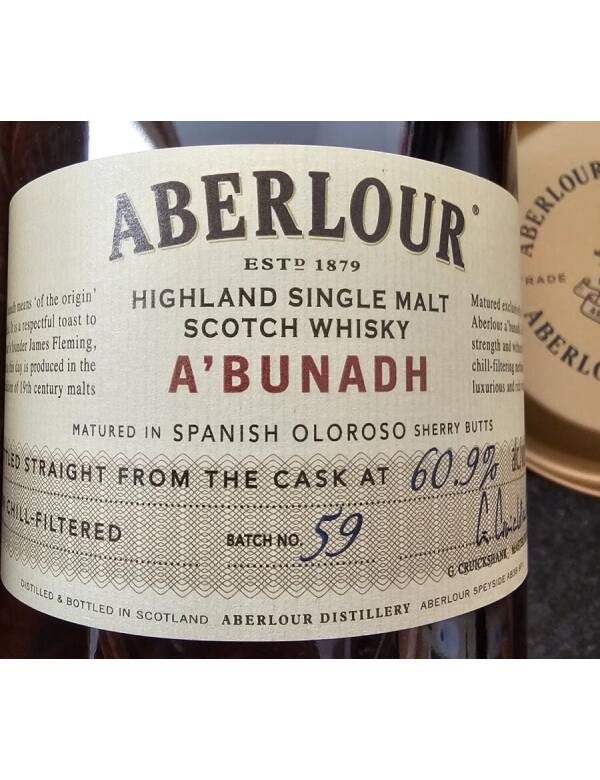 ABERLOUR®
ESTD 1879
HIGHLAND SINGLE MALT
SCOTCH WHISKY
A'BUNADH
means 'of the origin'
is a respectful toast to
founder James Fleming,
this day is produced in the
of 19th century malts
Matured
Aberlour a'bunadh
strength and
chill-filtering
luxurious and
MATURED IN SPANISH OLOROSO SHERRY BUTTS
STRAIGHT FROM THE CASK AT 60.9%
CHILL-FILTERED
BATCH NO. 59
G. CRUICKSHANK,
DISTILLED & BOTTLED IN SCOTLAND ABERLOUR DISTILLERY ABERLOUR SPEYSIDE
ABERLOUR
TRADE
ABERLO